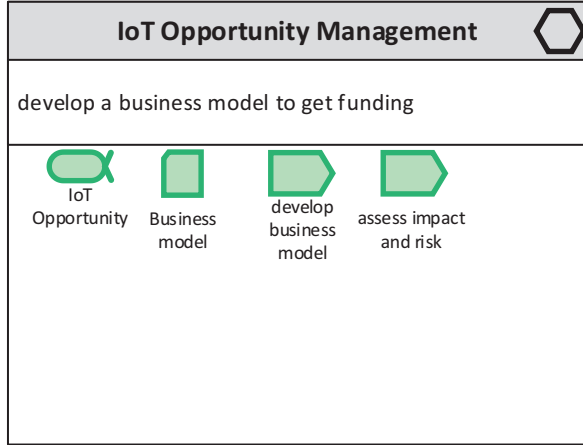 IoT Opportunity Management
develop a business model to get funding
IoT
Opportunity
Business
model
develop
business
model
assess impact
and risk